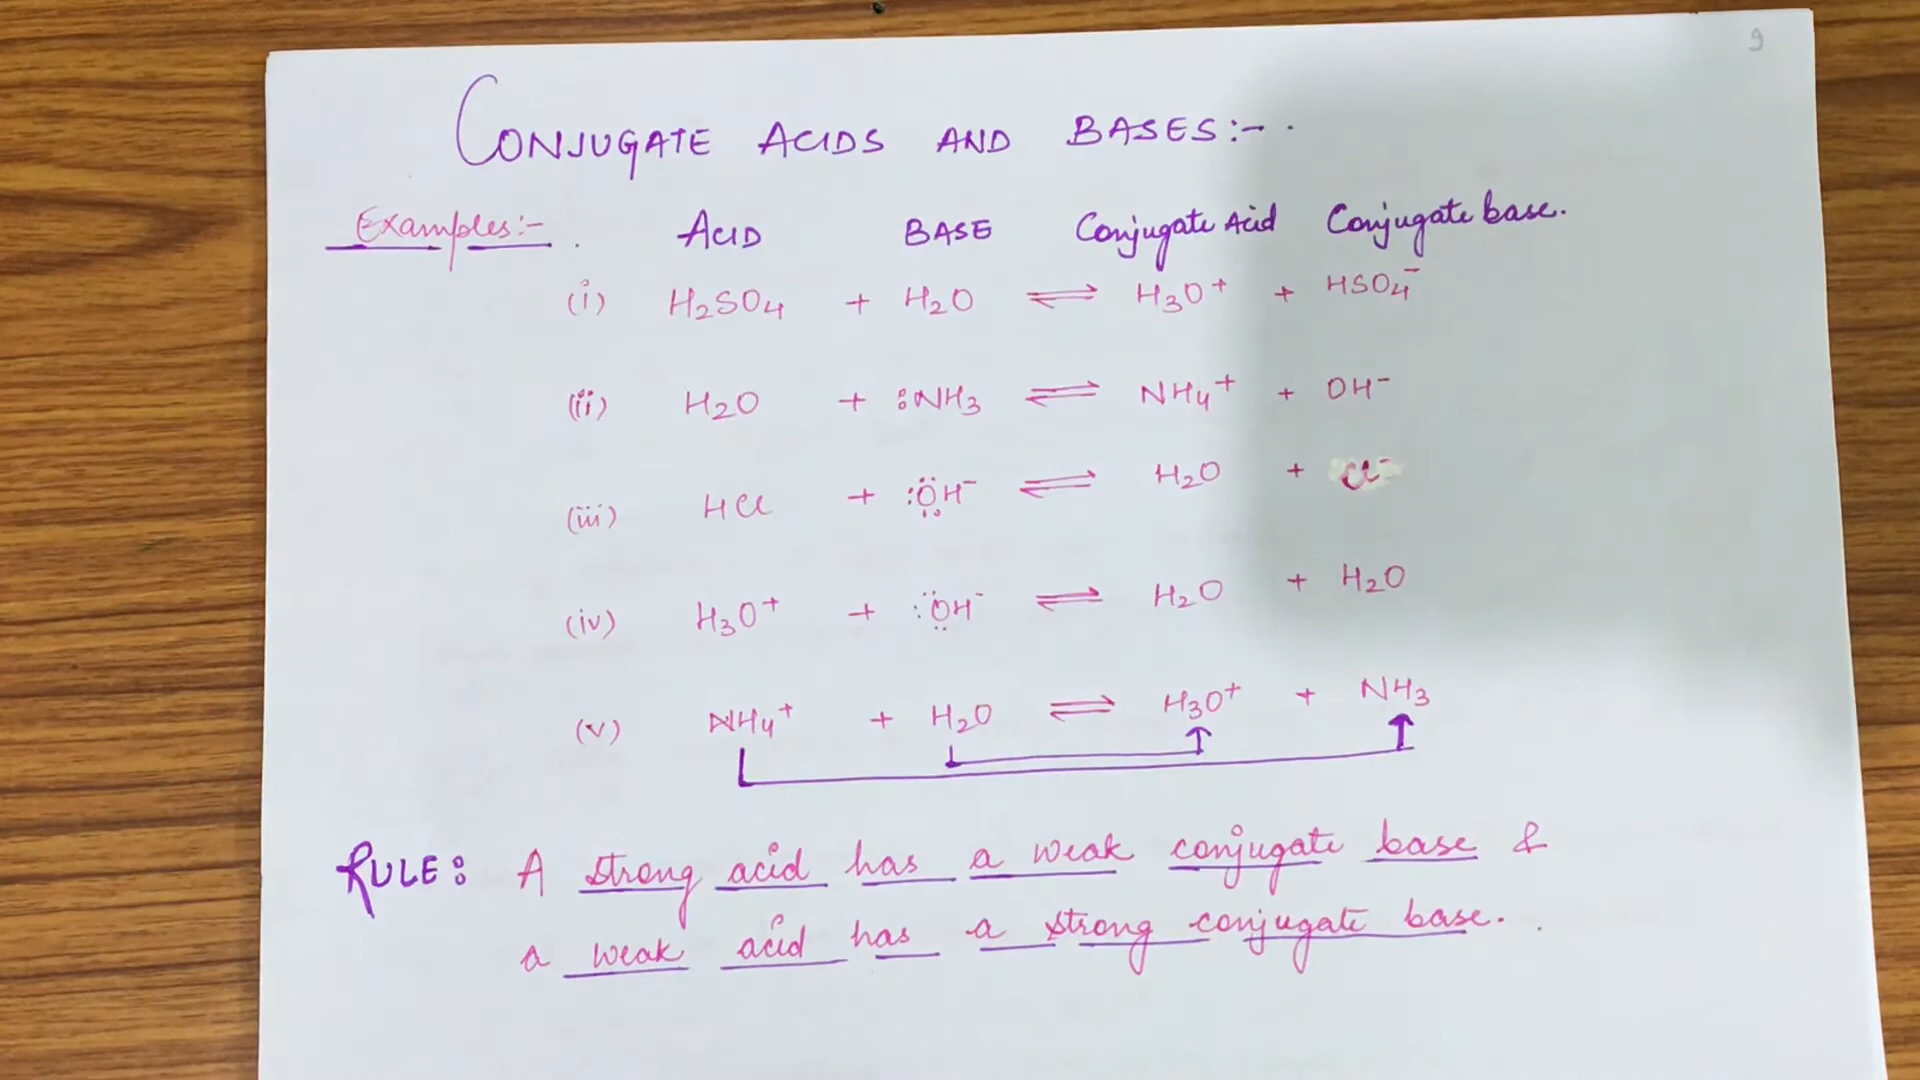 9
CONJUGATE ACIDS AND BASES:-
Examples:- ACID BASE Conjugate Acid Conjugate base.
(i) H2SO4 + H2O ⇌ H3O+ + HSO4-
(ii) H2O + :NH3 ⇌ NH4+ + OH-
(iii) HCl + :ÖH- ⇌ H2O + Cl-
(iv) H3O+ + :ÖH- ⇌ H2O + H2O
(v) NH4+ + H2O ⇌ H3O+ + NH3
RULE: A strong acid has a weak conjugate base &
a weak acid has a strong conjugate base.